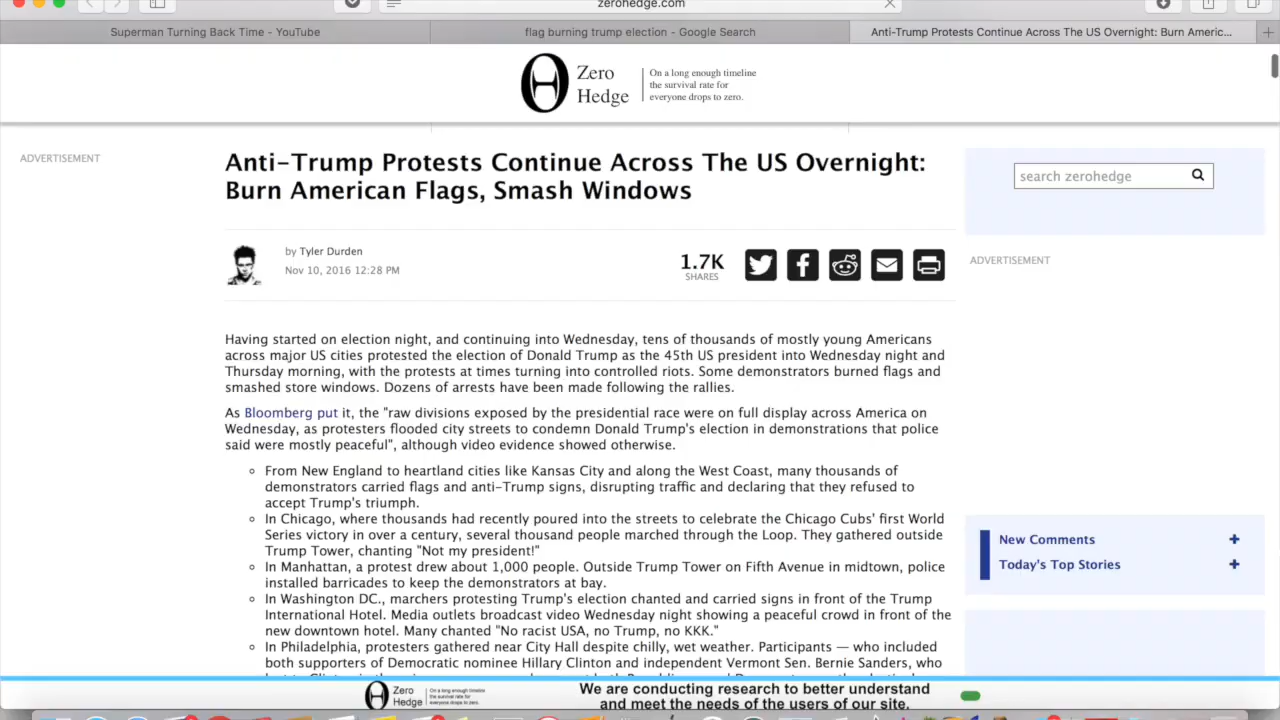 zerohedge.com
Superman Turning Back Time - YouTube
flag burning trump election - Google Search
Anti-Trump Protests Continue Across The US Overnight: Burn Americ...
Zero
Hedge
On a long enough timeline
the survival rate for
everyone drops to zero.
ADVERTISEMENT
Anti-Trump Protests Continue Across The US Overnight:
Burn American Flags, Smash Windows
search zerohedge
by Tyler Durden
Nov 10, 2016 12:28 PM
1.7K
SHARES
ADVERTISEMENT
Having started on election night, and continuing into Wednesday, tens of thousands of mostly young Americans
across major US cities protested the election of Donald Trump as the 45th US president into Wednesday night and
Thursday morning, with the protests at times turning into controlled riots. Some demonstrators burned flags and
smashed store windows. Dozens of arrests have been made following the rallies.
As Bloomberg put it, the "raw divisions exposed by the presidential race were on full display across America on
Wednesday, as protesters flooded city streets to condemn Donald Trump's election in demonstrations that police
said were mostly peaceful", although video evidence showed otherwise.
From New England to heartland cities like Kansas City and along the West Coast, many thousands of
demonstrators carried flags and anti-Trump signs, disrupting traffic and declaring that they refused to
accept Trump's triumph.
In Chicago, where thousands had recently poured into the streets to celebrate the Chicago Cubs' first World
Series victory in over a century, several thousand people marched through the Loop. They gathered outside
Trump Tower, chanting "Not my president!"
In Manhattan, a protest drew about 1,000 people. Outside Trump Tower on Fifth Avenue in midtown, police
installed barricades to keep the demonstrators at bay.
In Washington DC., marchers protesting Trump's election chanted and carried signs in front of the Trump
International Hotel. Media outlets broadcast video Wednesday night showing a peaceful crowd in front of the
new downtown hotel. Many chanted "No racist USA, no Trump, no KKK."
In Philadelphia, protesters gathered near City Hall despite chilly, wet weather. Participants — who included
both supporters of Democratic nominee Hillary Clinton and independent Vermont Sen. Bernie Sanders, who
New Comments
Today's Top Stories
Zero
Hedge
On a long enough timeline
the survival rate for
everyone drops to zero.
We are conducting research to better understand
and meet the needs of the users of our site.